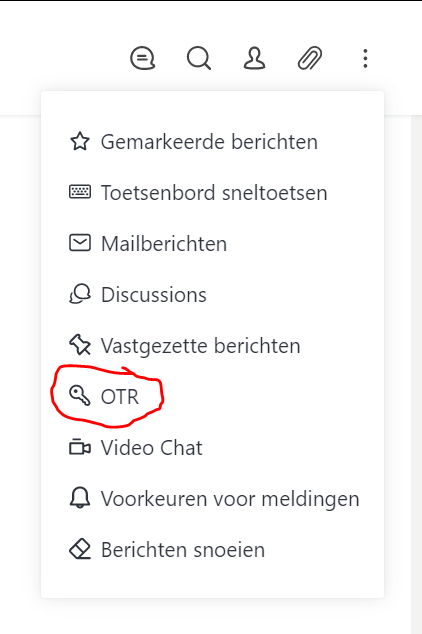 Gemarkeerde berichten
Toetsenbord sneltoetsen
Mailberichten
Discussions
Vastgezette berichten
OTR
Video Chat
Voorkeuren voor meldingen
Berichten snoeien